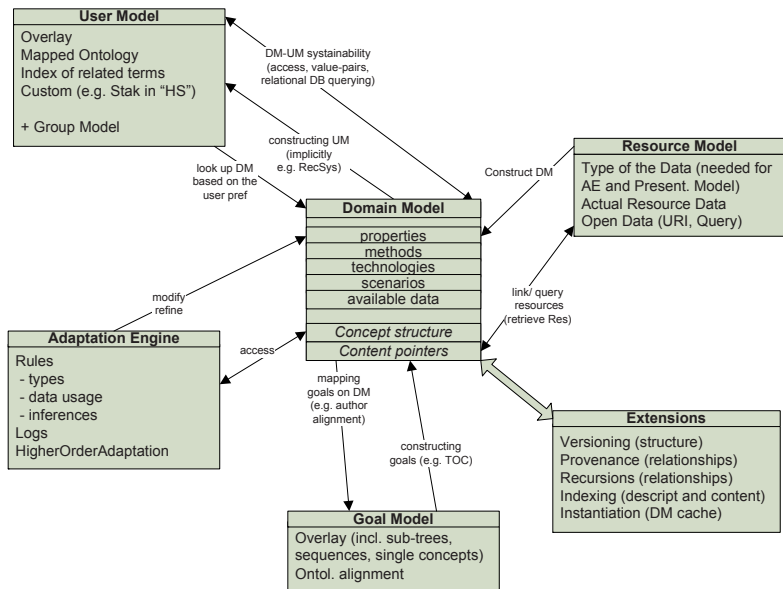 User Model
Overlay
Mapped Ontology
Index of related terms
Custom (e.g. Stak in “HS”)
+ Group Model
DM-UM systainability
(access, value-pairs,
relational DB querying)
constructing UM
(implicitly
e.g. RecSys)
look up DM
based on the
user pref
Construct DM
Resource Model
Type of the Data (needed for
AE and Present. Model)
Actual Resource Data
Open Data (URI, Query)
Domain Model
properties
methods
technologies
scenarios
available data
Concept structure
Content pointers
modify
refine
link/ query
resources
(retrieve Res)
Adaptation Engine
Rules
- types
- data usage
- inferences
Logs
HigherOrderAdaptation
access
mapping
goals on DM
(e.g. author
alignment)
constructing
goals (e.g. TOC)
Extensions
Versioning (structure)
Provenance (relationships)
Recursions (relationships)
Indexing (descript and content)
Instantiation (DM cache)
Goal Model
Overlay (incl. sub-trees,
sequences, single concepts)
Ontol. alignment